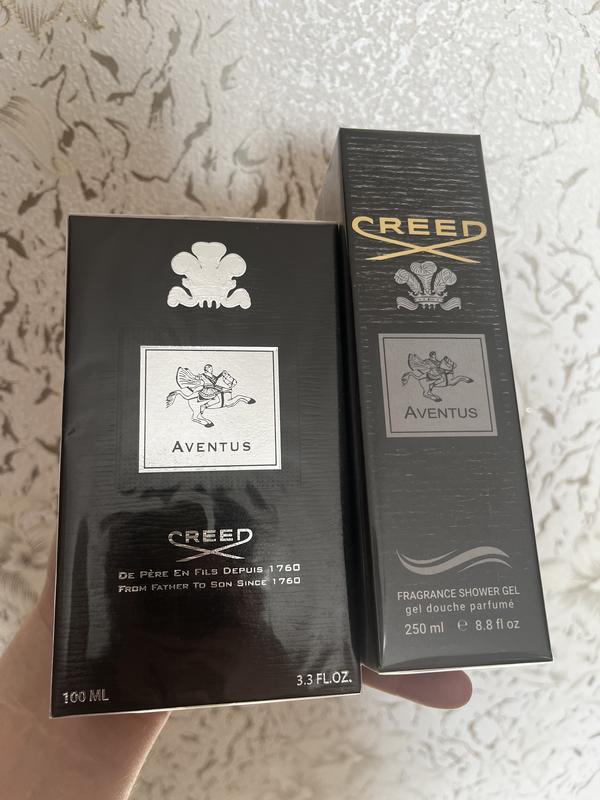 AVENTUS
CREED
DE PÈRE EN FILS DEPUIS 1760
FROM FATHER TO SON SINCE 1760
100 ML
3.3 FL.OZ.
CREED
AVENTUS
FRAGRANCE SHOWER GEL
gel douche parfumé
250 ml ℮ 8.8 fl oz